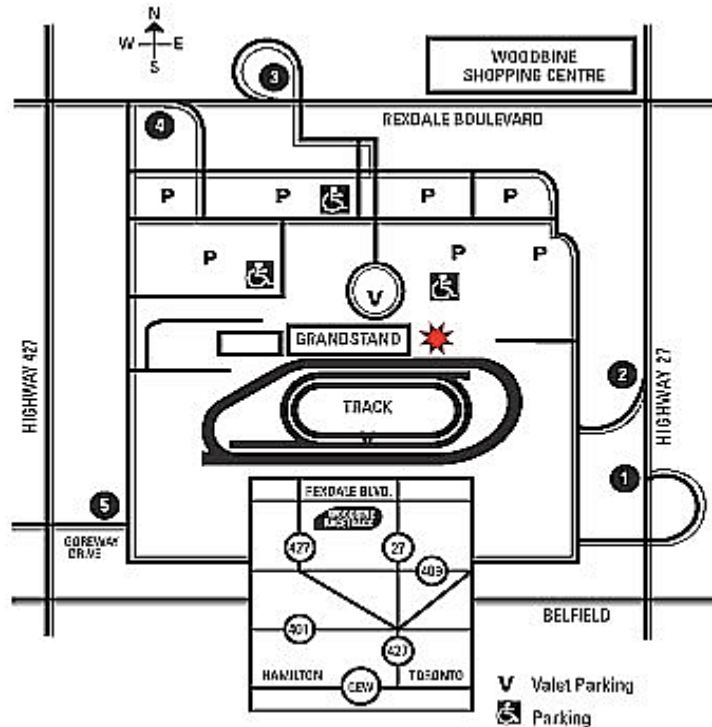 N
W E
S
3
WOODBINE
SHOPPING CENTRE
4
REXDALE BOULEVARD
P
P
P
P
P
P
P
V
GRANDSTAND
HIGHWAY 427
2
HIGHWAY 27
TRACK
V
1
5
GOREWAY
DRIVE
REXDALE BLVD.
427
27
409
401
427
BELFIELD
HAMILTON
TORONTO
QEW
V Valet Parking
Parking